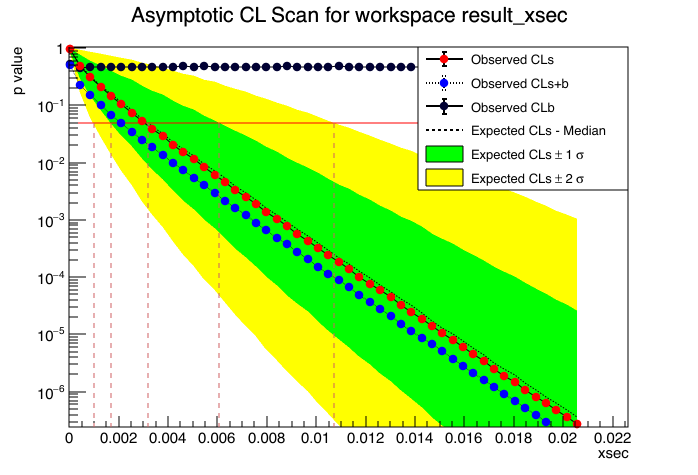 Asymptotic CL Scan for workspace result_xsec
p value
1
10⁻¹
10⁻²
10⁻³
10⁻⁴
10⁻⁵
10⁻⁶
Observed CLs
Observed CLs+b
Observed CLb
Expected CLs - Median
Expected CLs ± 1 σ
Expected CLs ± 2 σ
0 0.002 0.004 0.006 0.008 0.01 0.012 0.014 0.016 0.018 0.02 0.022
xsec